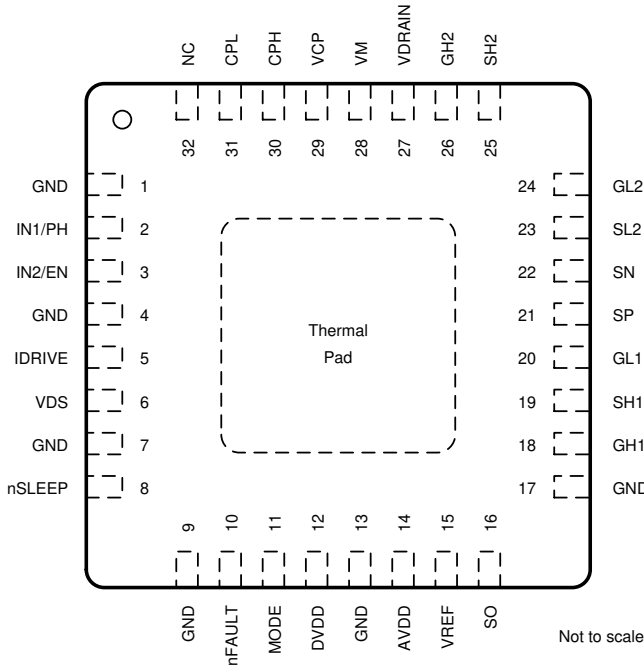 NC
CPL
CPH
VCP
VM
VDRAIN
GH2
SH2
32
31
30
29
28
27
26
25
GND 1
IN1/PH 2
IN2/EN 3
GND 4
IDRIVE 5
VDS 6
GND 7
nSLEEP 8
24 GL2
23 SL2
22 SN
21 SP
20 GL1
19 SH1
18 GH1
17 GND
Thermal
Pad
9
10
11
12
13
14
15
16
GND
nFAULT
MODE
DVDD
GND
AVDD
VREF
SO
Not to scale